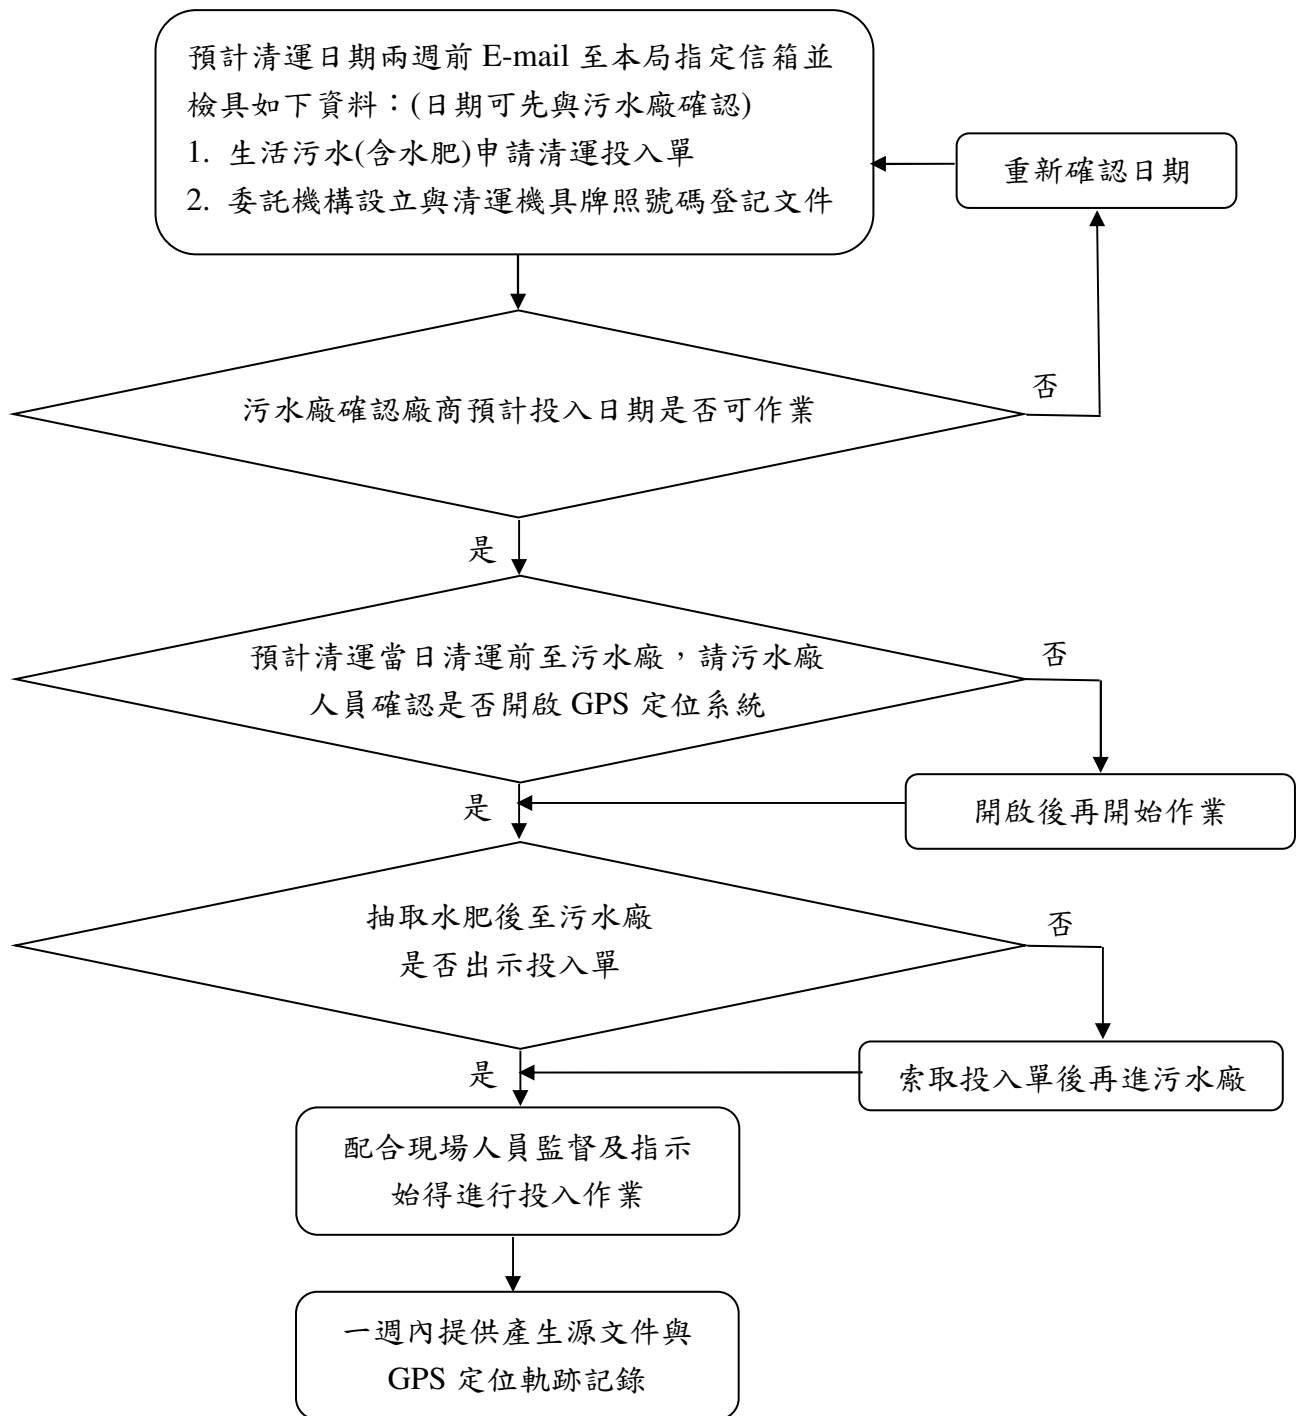 預計清運日期兩週前 E-mail 至本局指定信箱並
檢具如下資料：(日期可先與污水廠確認)
1. 生活污水(含水肥)申請清運投入單
2. 委託機構設立與清運機具牌照號碼登記文件
重新確認日期
污水廠確認廠商預計投入日期是否可作業
否
是
預計清運當日清運前至污水廠，請污水廠
人員確認是否開啟 GPS 定位系統
否
開啟後再開始作業
是
抽取水肥後至污水廠
是否出示投入單
否
索取投入單後再進污水廠
是
配合現場人員監督及指示
始得進行投入作業
一週內提供產生源文件與
GPS 定位軌跡記錄